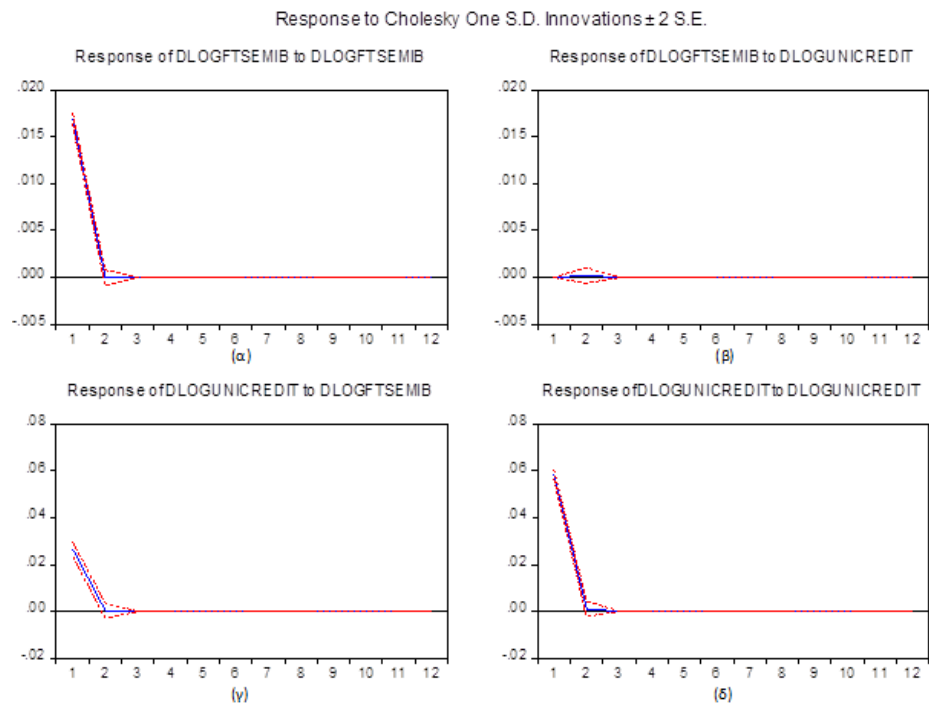 Response to Cholesky One S.D. Innovations ± 2 S.E.
Response of DLOGFTSEMIB to DLOGFTSEMIB
.020
.015
.010
.005
.000
-.005
1 2 3 4 5 6 7 8 9 10 11 12
(α)
Response of DLOGFTSEMIB to DLOGUNICREDIT
.020
.015
.010
.005
.000
-.005
1 2 3 4 5 6 7 8 9 10 11 12
(β)
Response of DLOGUNICREDIT to DLOGFTSEMIB
.08
.06
.04
.02
.00
-.02
1 2 3 4 5 6 7 8 9 10 11 12
(γ)
Response of DLOGUNICREDIT to DLOGUNICREDIT
.08
.06
.04
.02
.00
-.02
1 2 3 4 5 6 7 8 9 10 11 12
(δ)